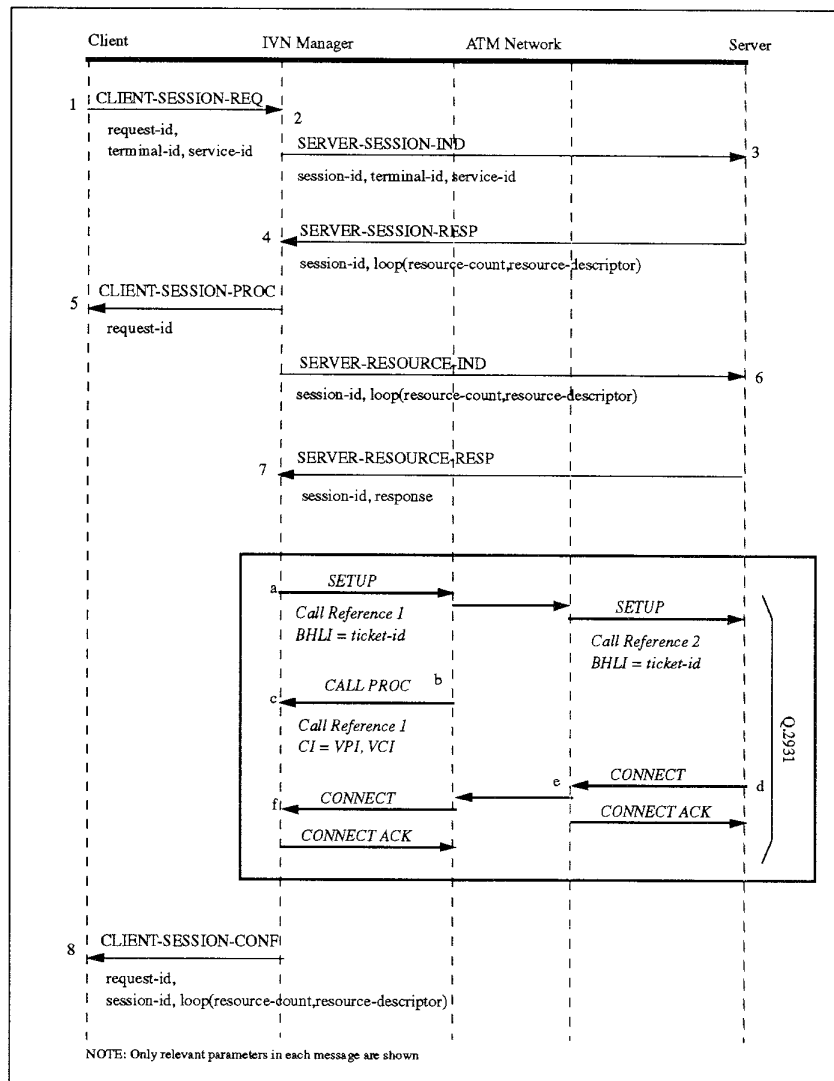 Client IVN Manager ATM Network Server
1 CLIENT-SESSION-REQ 2
request-id,
terminal-id, service-id
SERVER-SESSION-IND 3
session-id, terminal-id, service-id
4 SERVER-SESSION-RESP
session-id, loop(resource-count,resource-descriptor)
5 CLIENT-SESSION-PROC
request-id
SERVER-RESOURCE-IND 6
session-id, loop(resource-count,resource-descriptor)
7 SERVER-RESOURCE-RESP
session-id, response
a SETUP
Call Reference 1
BHLI = ticket-id
SETUP
Call Reference 2
BHLI = ticket-id
c CALL PROC b
Call Reference 1
CI = VPI, VCI
Q.2931
e CONNECT d
f CONNECT
CONNECT ACK
CONNECT ACK
8 CLIENT-SESSION-CONF
request-id,
session-id, loop(resource-count,resource-descriptor)
NOTE: Only relevant parameters in each message are shown